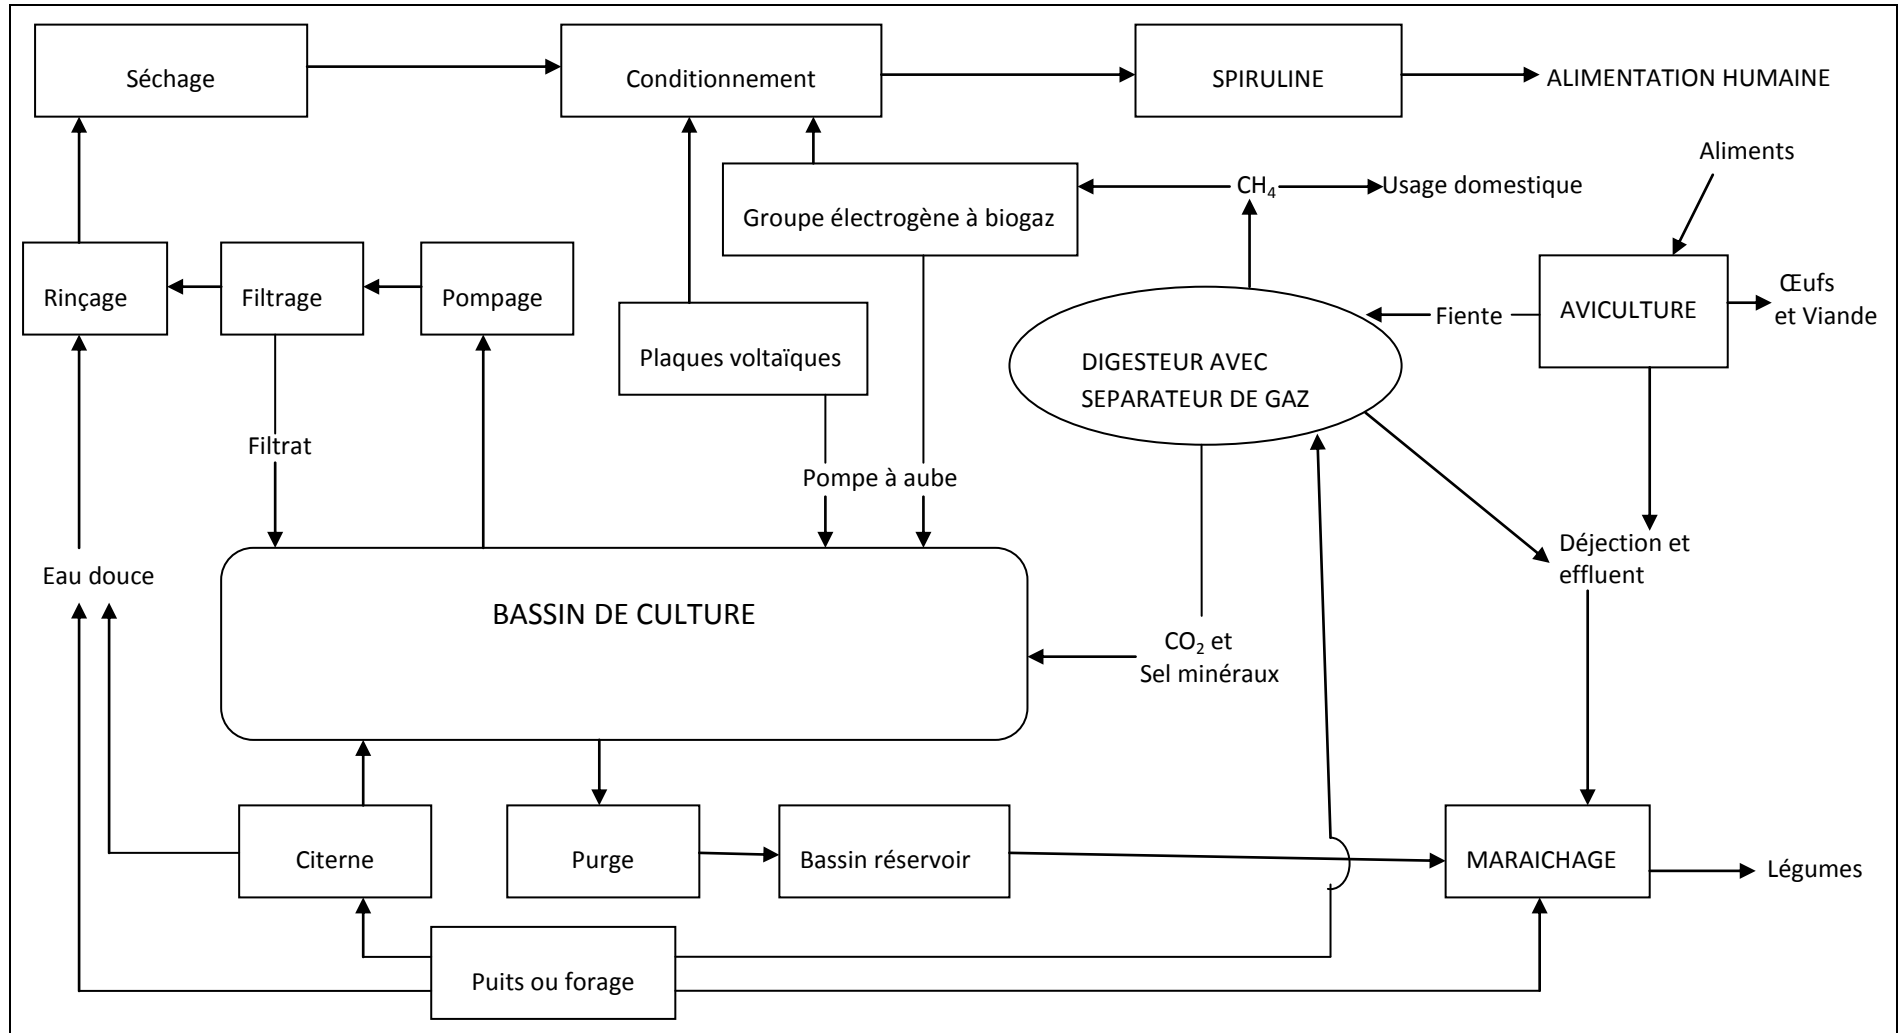 Séchage
Conditionnement
SPIRULINE
ALIMENTATION HUMAINE
Aliments
CH₄
Usage domestique
Groupe électrogène à biogaz
Rinçage
Filtrage
Pompage
Plaques voltaïques
DIGESTEUR AVEC
SEPARATEUR DE GAZ
Fiente
AVICULTURE
Œufs
et Viande
Filtrat
Pompe à aube
Déjection et
effluent
Eau douce
BASSIN DE CULTURE
CO₂ et
Sel minéraux
Citerne
Purge
Bassin réservoir
MARAICHAGE
Légumes
Puits ou forage